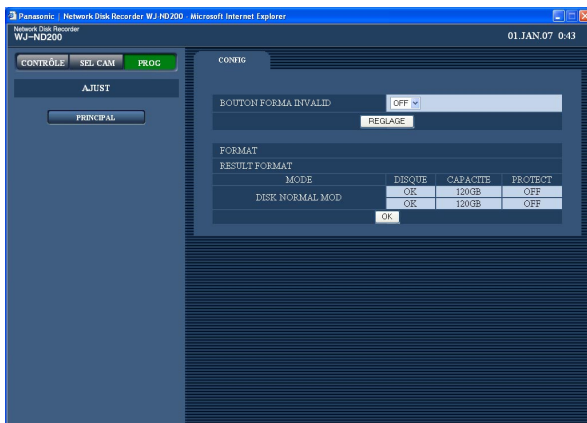 Panasonic | Network Disk Recorder WJ-ND200 - Microsoft Internet Explorer
Network Disk Recorder
WJ-ND200
01.JAN.07 0:43
CONTRÔLE SEL CAM PROG
AJUST
PRINCIPAL
CONFIG
BOUTON FORMA INVALID OFF
REGLAGE
FORMAT
RESULT FORMAT
MODE DISQUE CAPACITE PROTECT
DISK NORMAL MOD OK 120GB OFF
OK 120GB OFF
OK